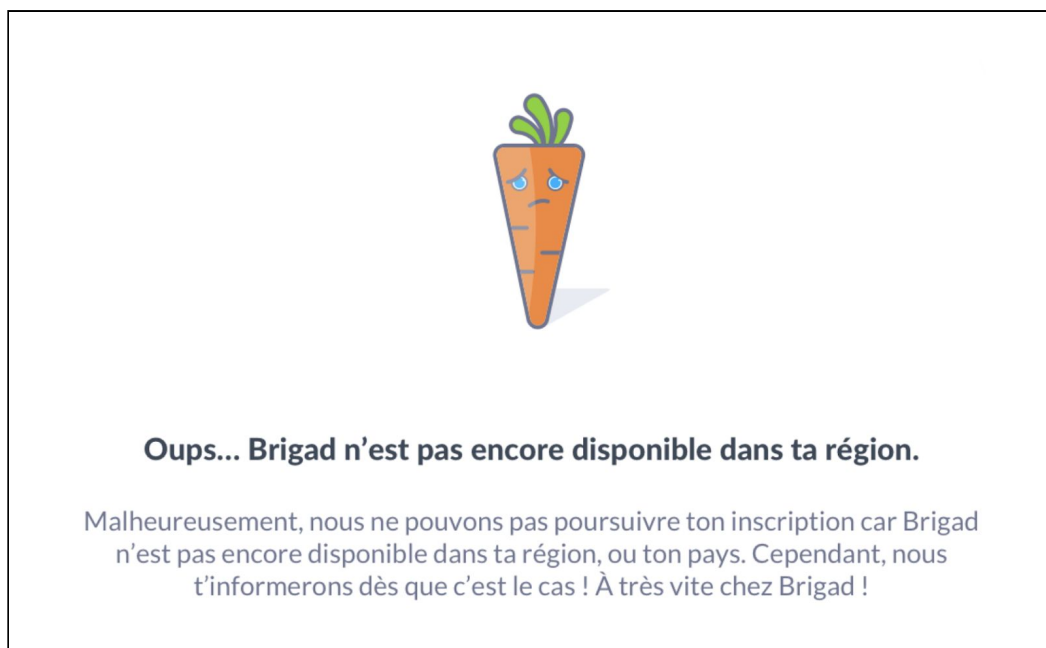 Oups... Brigad n’est pas encore disponible dans ta région.
Malheureusement, nous ne pouvons pas poursuivre ton inscription car Brigad
n’est pas encore disponible dans ta région, ou ton pays. Cependant, nous
t’informerons dès que c’est le cas ! À très vite chez Brigad !